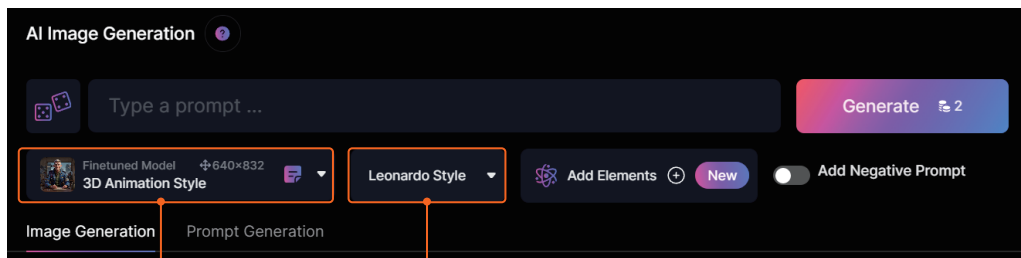 AI Image Generation ?
Type a prompt ...
Generate 2
Finetuned Model 640×832
3D Animation Style
Leonardo Style
Add Elements New
Add Negative Prompt
Image Generation
Prompt Generation